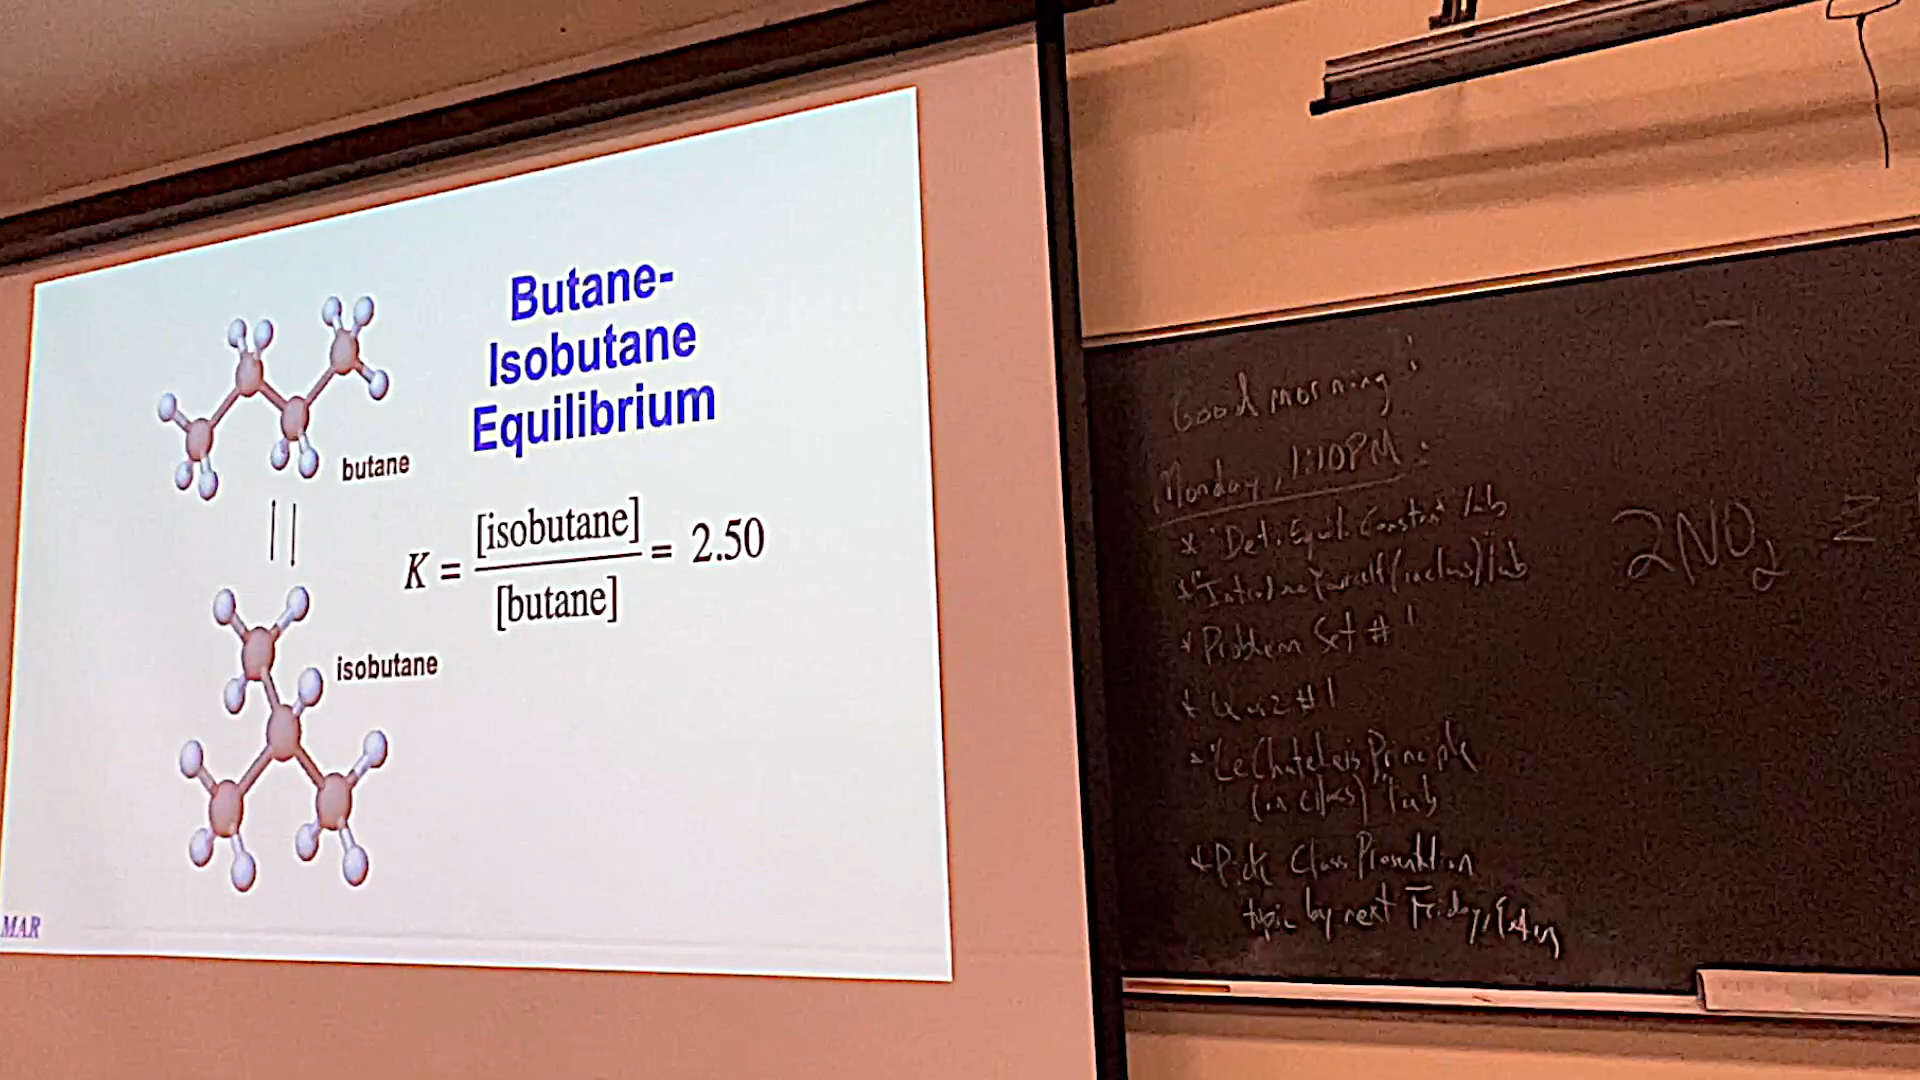 Butane-
Isobutane
Equilibrium
butane
K = [isobutane] / [butane] = 2.50
isobutane
MAR
Good morning!
Monday, 1:10PM:
* "Det. Equil. Constant" lab
* "Introduce Yourself (in class)" lab
* Problem Set #1
* Quiz #1
* "Le Chatelier's Principle
(in class)" lab
* Pick Class Presentation
topic by next Friday,
2NO₂